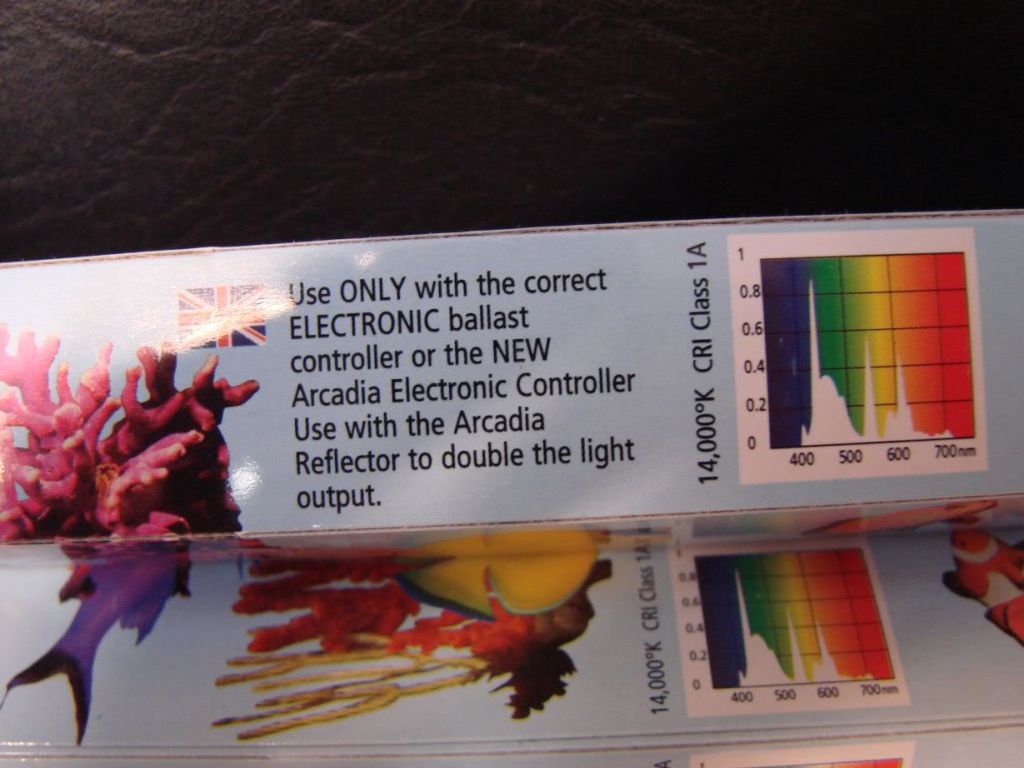 Use ONLY with the correct
ELECTRONIC ballast
controller or the NEW
Arcadia Electronic Controller
Use with the Arcadia
Reflector to double the light
output.
14,000°K CRI Class 1A
1
0.8
0.6
0.4
0.2
0
400 500 600 700nm
14,000°K CRI Class 1A
0.8
0.6
0.4
0.2
0
400 500 600 700nm
1